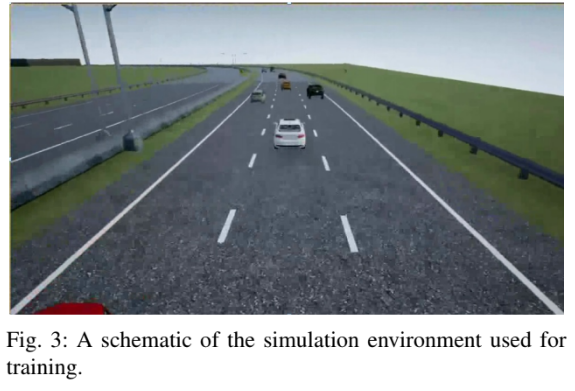 Fig. 3: A schematic of the simulation environment used for
training.